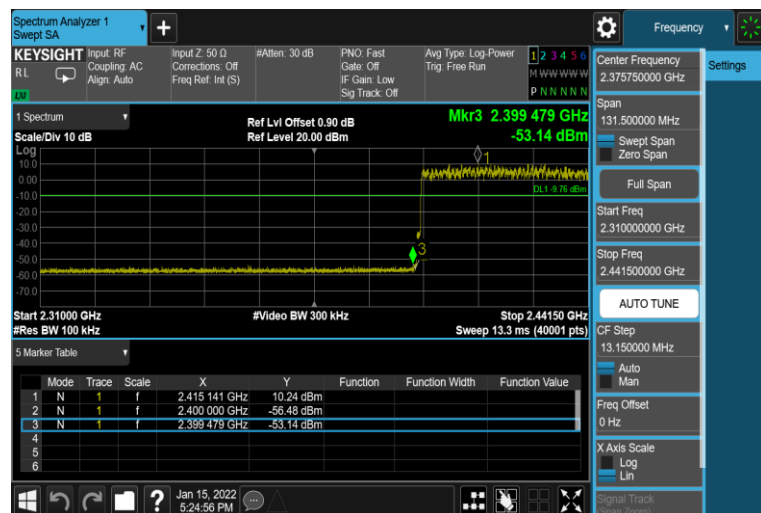 Spectrum Analyzer 1
Swept SA
Frequency
KEYSIGHT
RL
LXI
Input: RF
Coupling: AC
Align: Auto
Input Z: 50 Ω
Corrections: Off
Freq Ref: Int (S)
#Atten: 30 dB
PNO: Fast
Gate: Off
IF Gain: Low
Sig Track: Off
Avg Type: Log-Power
Trig: Free Run
1 2 3 4 5 6
M W W W W W
P N N N N N
1 Spectrum
Scale/Div 10 dB
Ref Lvl Offset 0.90 dB
Ref Level 20.00 dBm
Mkr3 2.399 479 GHz
-53.14 dBm
Log
10.0
0.00
-10.0
-20.0
-30.0
-40.0
-50.0
-60.0
-70.0
1
DL1 -9.76 dBm
3
Start 2.31000 GHz
#Res BW 100 kHz
#Video BW 300 kHz
Stop 2.44150 GHz
Sweep 13.3 ms (40001 pts)
5 Marker Table
Mode Trace Scale X Y Function Function Width Function Value
1 N 1 f 2.415 141 GHz 10.24 dBm
2 N 1 f 2.400 000 GHz -56.48 dBm
3 N 1 f 2.399 479 GHz -53.14 dBm
4
5
6
Jan 15, 2022
5:24:56 PM
Center Frequency
2.375750000 GHz
Span
131.500000 MHz
Swept Span
Zero Span
Full Span
Start Freq
2.310000000 GHz
Stop Freq
2.441500000 GHz
AUTO TUNE
CF Step
13.150000 MHz
Auto
Man
Freq Offset
0 Hz
X Axis Scale
Log
Lin
Signal Track
(Span Zoom)
Settings